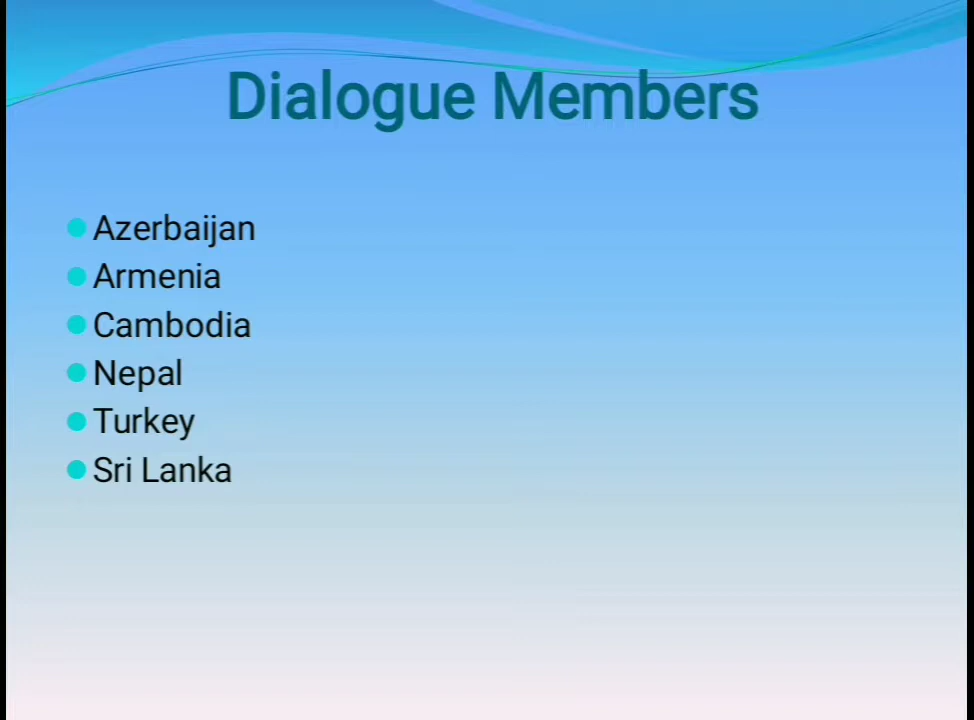 Dialogue Members
Azerbaijan
Armenia
Cambodia
Nepal
Turkey
Sri Lanka